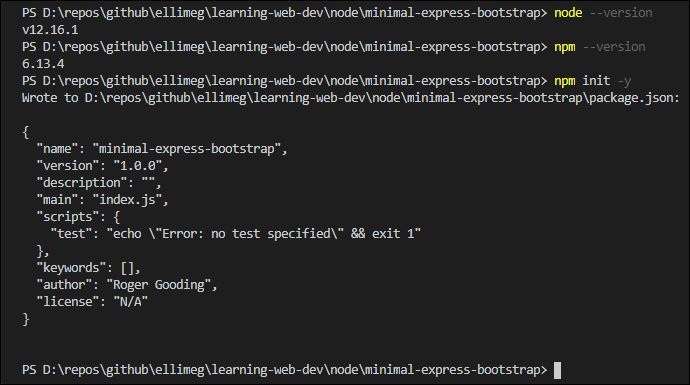 PS D:\repos\github\ellimeg\learning-web-dev\node\minimal-express-bootstrap> node --version
v12.16.1
PS D:\repos\github\ellimeg\learning-web-dev\node\minimal-express-bootstrap> npm --version
6.13.4
PS D:\repos\github\ellimeg\learning-web-dev\node\minimal-express-bootstrap> npm init -y
Wrote to D:\repos\github\ellimeg\learning-web-dev\node\minimal-express-bootstrap\package.json:
{
  "name": "minimal-express-bootstrap",
  "version": "1.0.0",
  "description": "",
  "main": "index.js",
  "scripts": {
    "test": "echo \"Error: no test specified\" && exit 1"
  },
  "keywords": [],
  "author": "Roger Gooding",
  "license": "N/A"
}
PS D:\repos\github\ellimeg\learning-web-dev\node\minimal-express-bootstrap>